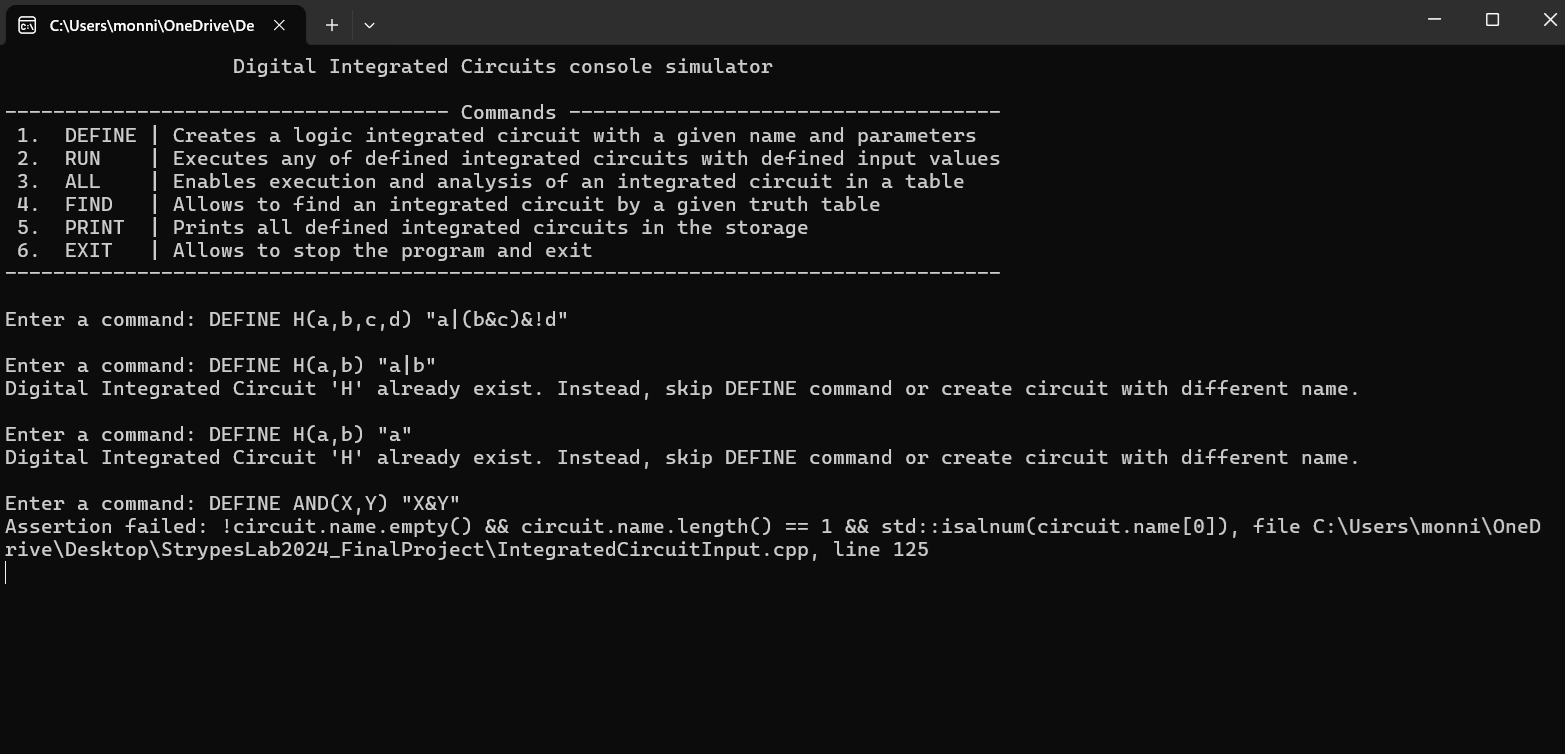 C:\Users\monni\OneDrive\De
Digital Integrated Circuits console simulator
------------------------------------- Commands ------------------------------------
1. DEFINE | Creates a logic integrated circuit with a given name and parameters
2. RUN | Executes any of defined integrated circuits with defined input values
3. ALL | Enables execution and analysis of an integrated circuit in a table
4. FIND | Allows to find an integrated circuit by a given truth table
5. PRINT | Prints all defined integrated circuits in the storage
6. EXIT | Allows to stop the program and exit
-----------------------------------------------------------------------------------
Enter a command: DEFINE H(a,b,c,d) "a|(b&c)&!d"
Enter a command: DEFINE H(a,b) "a|b"
Digital Integrated Circuit 'H' already exist. Instead, skip DEFINE command or create circuit with different name.
Enter a command: DEFINE H(a,b) "a"
Digital Integrated Circuit 'H' already exist. Instead, skip DEFINE command or create circuit with different name.
Enter a command: DEFINE AND(X,Y) "X&Y"
Assertion failed: !circuit.name.empty() && circuit.name.length() == 1 && std::isalnum(circuit.name[0]), file C:\Users\monni\OneD
rive\Desktop\StrypesLab2024_FinalProject\IntegratedCircuitInput.cpp, line 125